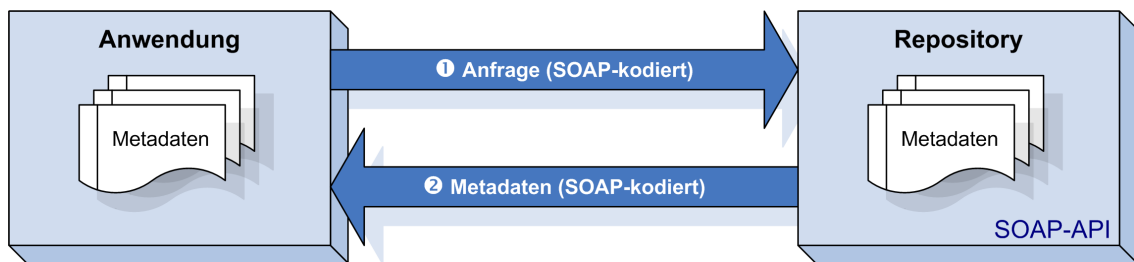 Anwendung
Metadaten
❶ Anfrage (SOAP-kodiert)
❷ Metadaten (SOAP-kodiert)
Repository
Metadaten
SOAP-API